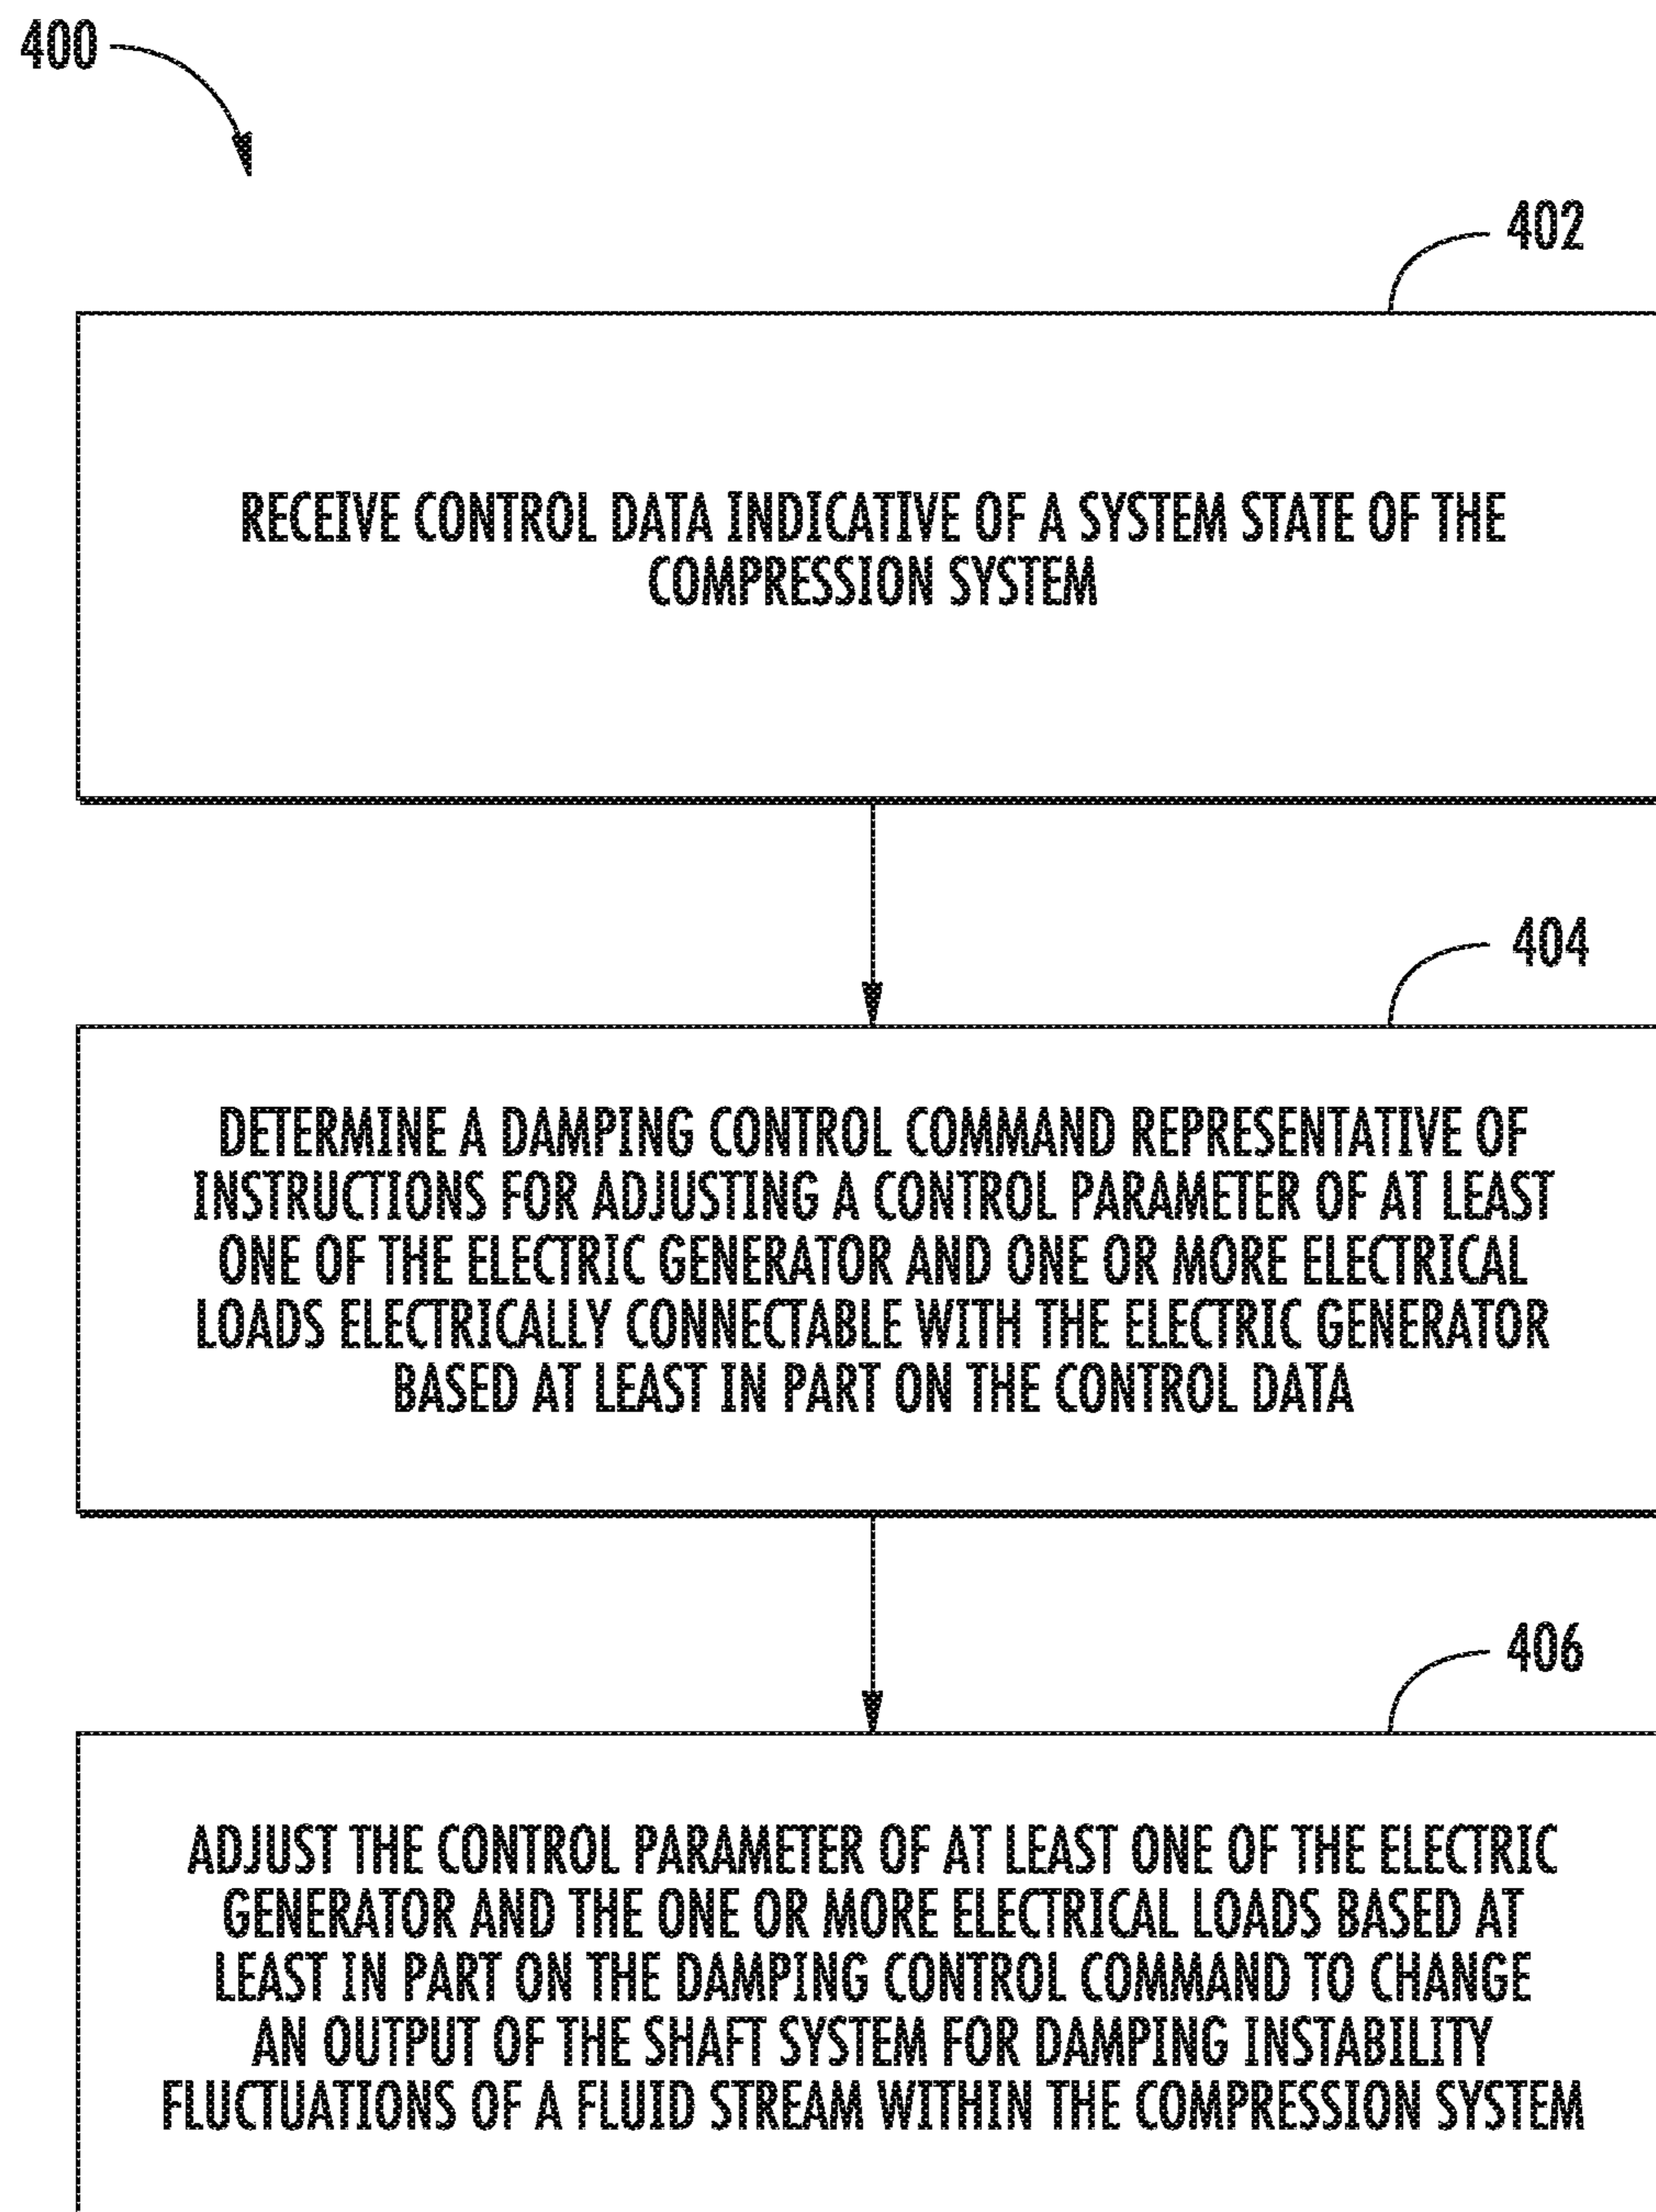 400
402
RECEIVE CONTROL DATA INDICATIVE OF A SYSTEM STATE OF THE
COMPRESSION SYSTEM
404
DETERMINE A DAMPING CONTROL COMMAND REPRESENTATIVE OF
INSTRUCTIONS FOR ADJUSTING A CONTROL PARAMETER OF AT LEAST
ONE OF THE ELECTRIC GENERATOR AND ONE OR MORE ELECTRICAL
LOADS ELECTRICALLY CONNECTABLE WITH THE ELECTRIC GENERATOR
BASED AT LEAST IN PART ON THE CONTROL DATA
406
ADJUST THE CONTROL PARAMETER OF AT LEAST ONE OF THE ELECTRIC
GENERATOR AND THE ONE OR MORE ELECTRICAL LOADS BASED AT
LEAST IN PART ON THE DAMPING CONTROL COMMAND TO CHANGE
AN OUTPUT OF THE SHAFT SYSTEM FOR DAMPING INSTABILITY
FLUCTUATIONS OF A FLUID STREAM WITHIN THE COMPRESSION SYSTEM